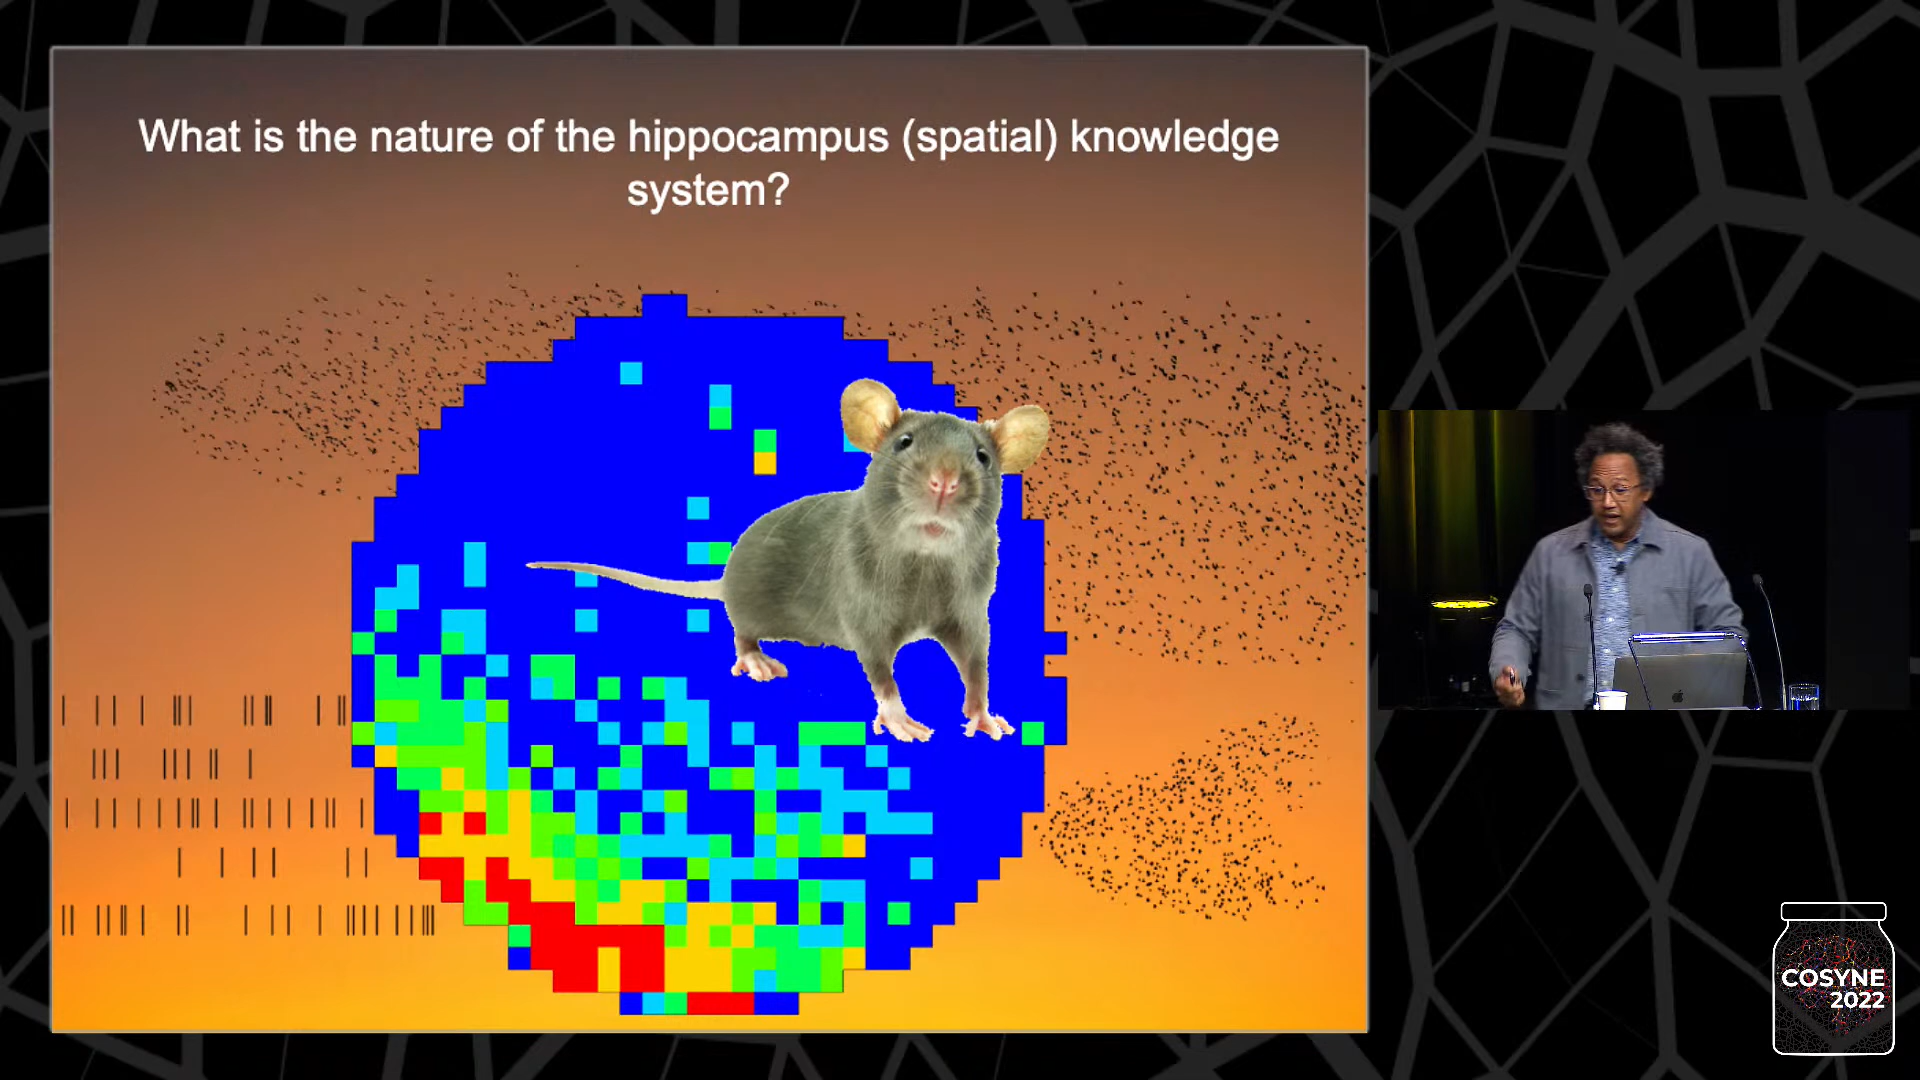 What is the nature of the hippocampus (spatial) knowledge
system?
COSYNE
2022